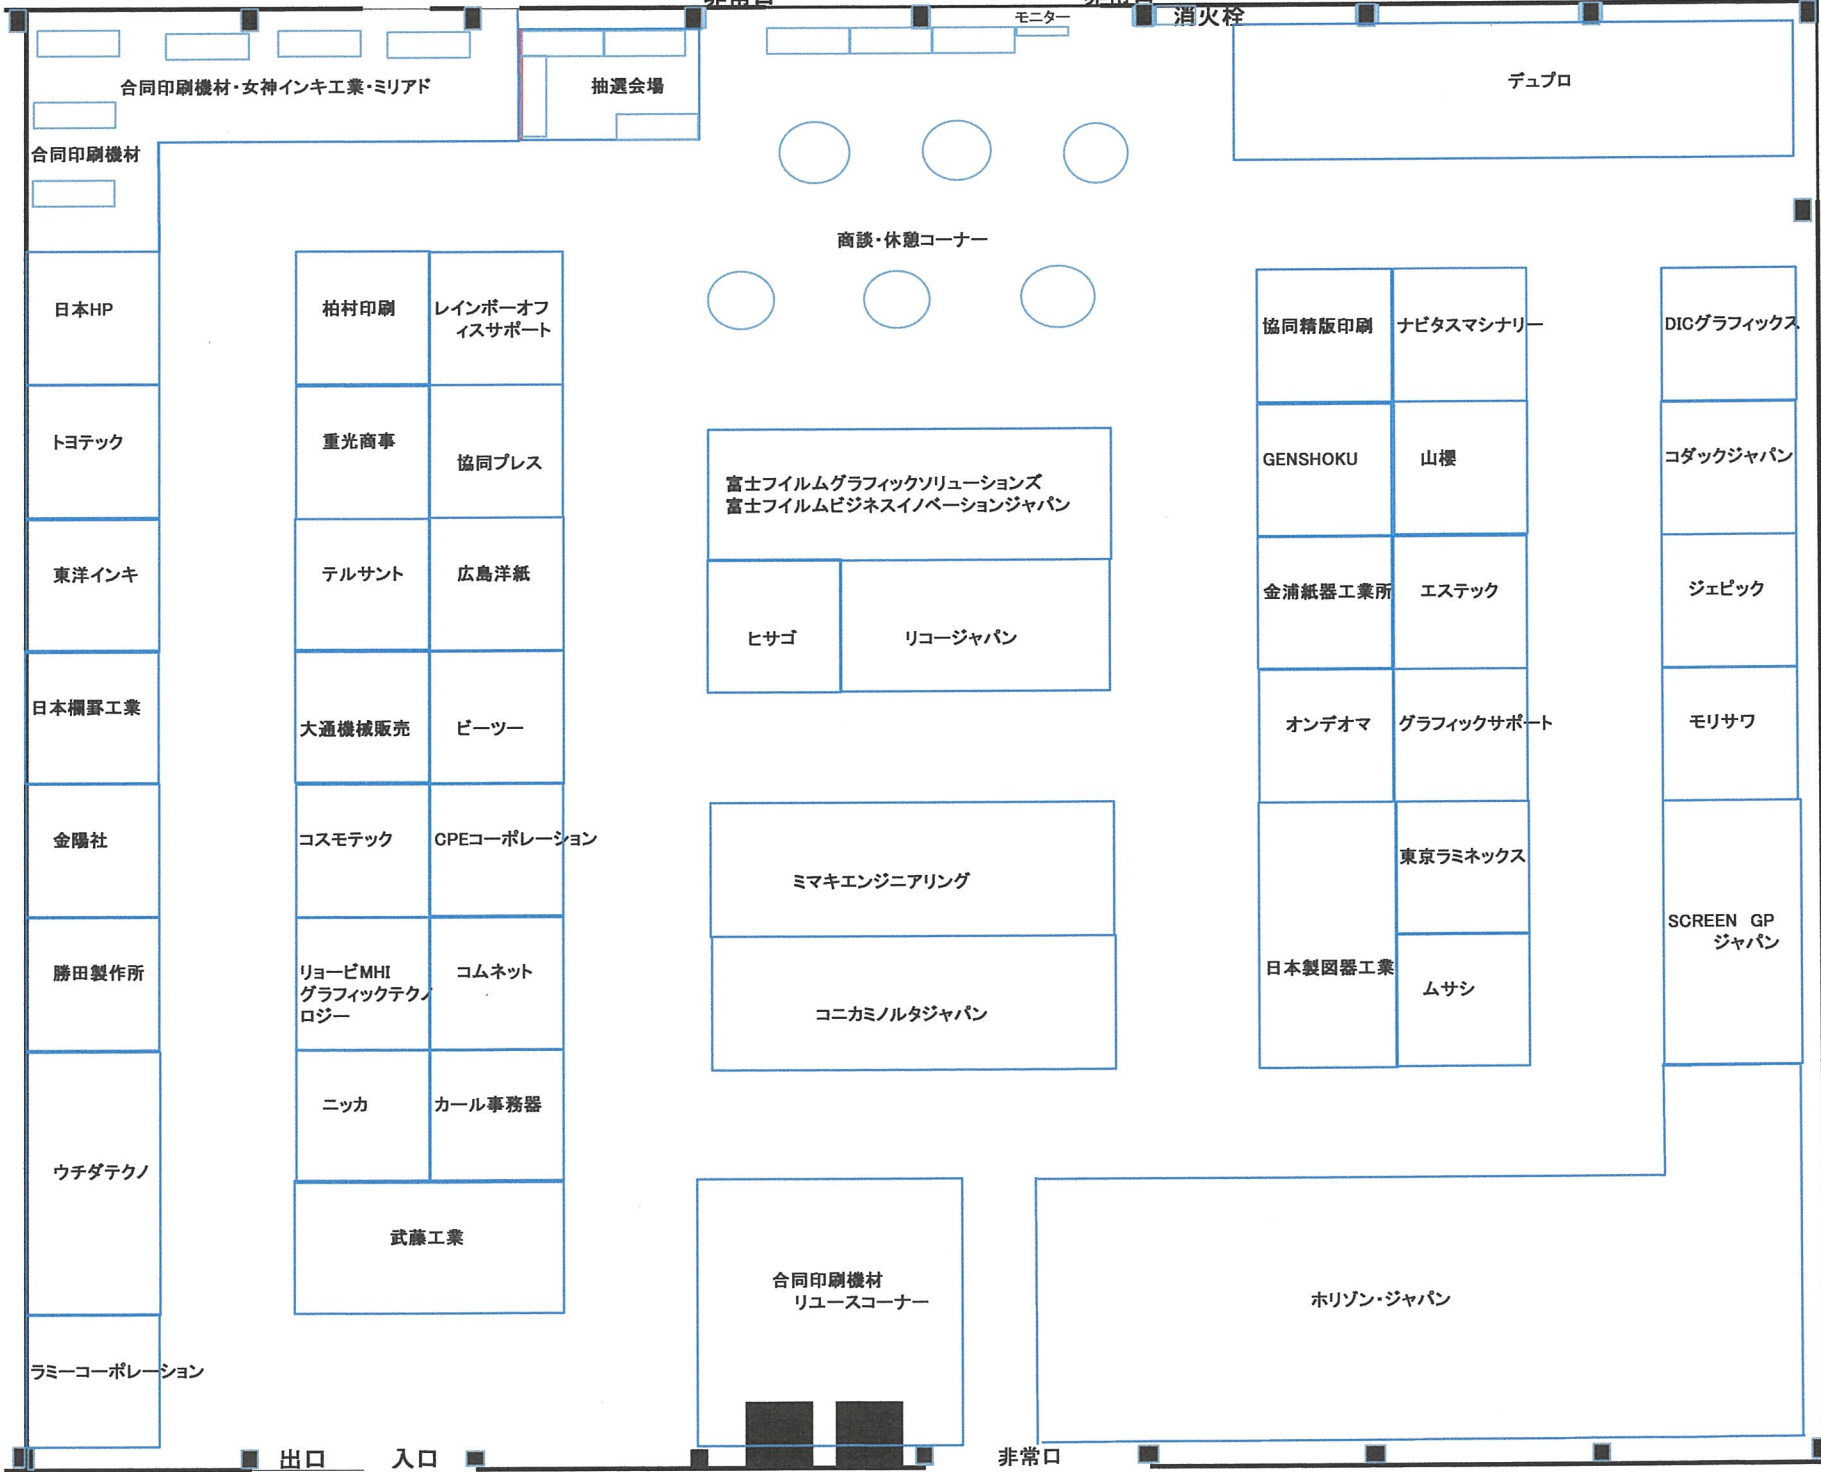 非常口
非常口
モニター
消火栓
合同印刷機材・女神インキ工業・ミリアド
抽選会場
デュプロ
合同印刷機材
商談・休憩コーナー
日本HP
柏村印刷
レインボーオフ
ィスサポート
協同精版印刷
ナビタスマシナリー
DICグラフィックス
トヨテック
重光商事
協同プレス
GENSHOKU
山櫻
コダックジャパン
富士フイルムグラフィックソリューションズ
富士フイルムビジネスイノベーションジャパン
東洋インキ
テルサント
広島洋紙
金浦紙器工業所
エステック
ジェピック
ヒサゴ
リコージャパン
日本欄罫工業
大通機械販売
ビーツー
オンデオマ
グラフィックサポート
モリサワ
金陽社
コスモテック
CPEコーポレーション
ミマキエンジニアリング
東京ラミネックス
SCREEN GP
ジャパン
勝田製作所
リョービMHI
グラフィックテクノ
ロジー
コムネット
コニカミノルタジャパン
日本製図器工業
ムサシ
ウチダテクノ
ニッカ
カール事務器
武藤工業
合同印刷機材
リユースコーナー
ホリゾン・ジャパン
ラミーコーポレーション
出口
入口
非常口